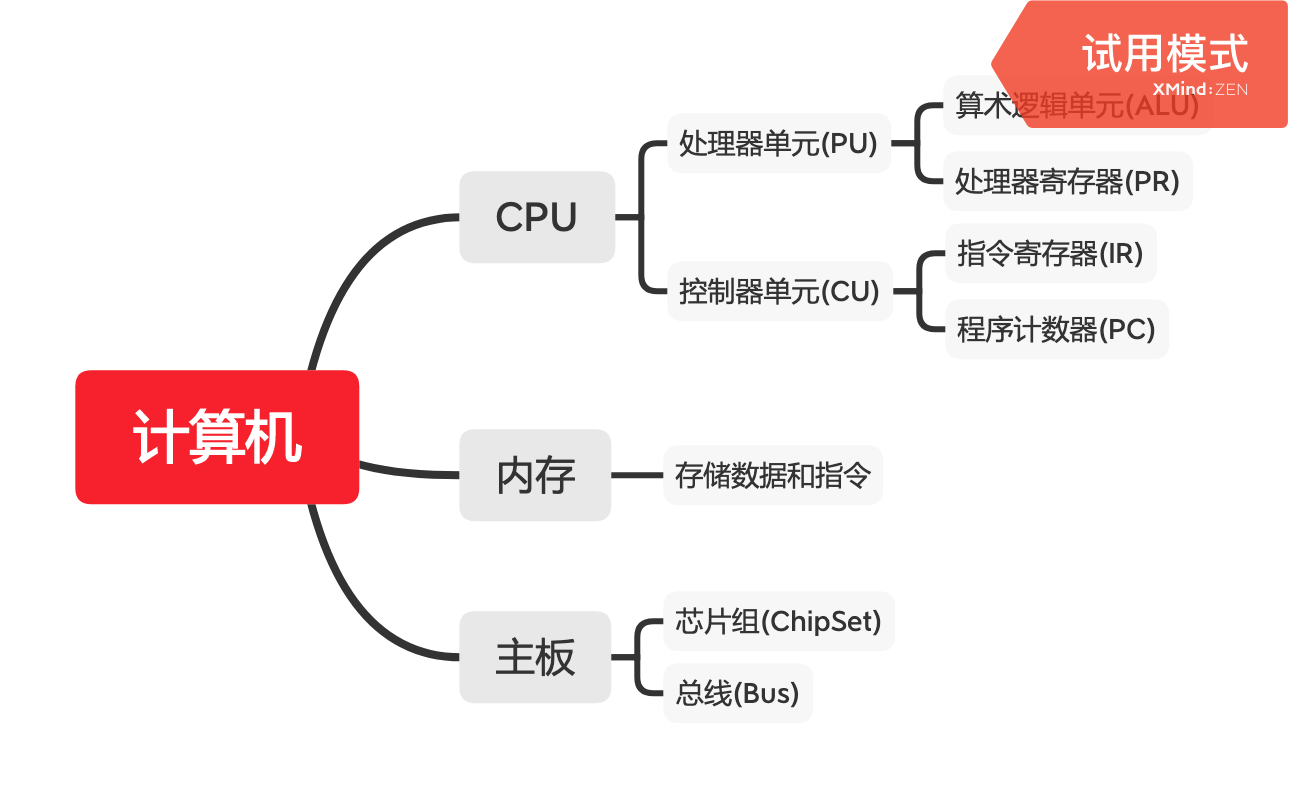 试用模式
XMind:ZEN
算术逻辑单元(ALU)
处理器单元(PU)
处理器寄存器(PR)
CPU
指令寄存器(IR)
控制器单元(CU)
程序计数器(PC)
计算机
内存
存储数据和指令
芯片组(ChipSet)
主板
总线(Bus)